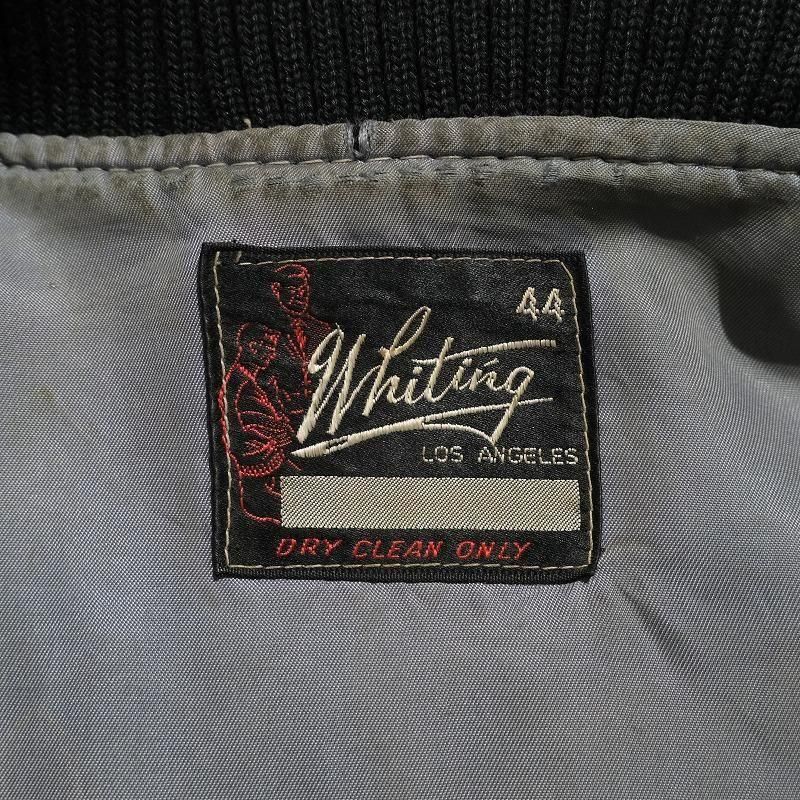 44
Whiting
LOS ANGELES
DRY CLEAN ONLY